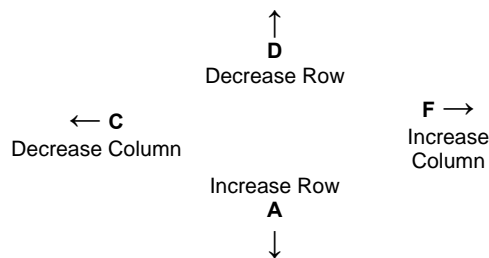 ↑
D
Decrease Row
← C
Decrease Column
F →
Increase
Column
Increase Row
A
↓